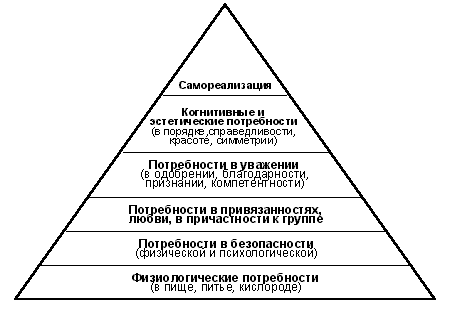 Самореализация
Когнитивные и
эстетические потребности
(в порядке,справедливости,
красоте, симметрии)
Потребности в уважении
(в одобрении, благодарности,
признании, компетентности)
Потребности в привязанностях,
любви, в причастности к группе
Потребности в безопасности
(физической и психологической)
Физиологические потребности
(в пище, питье, кислороде)